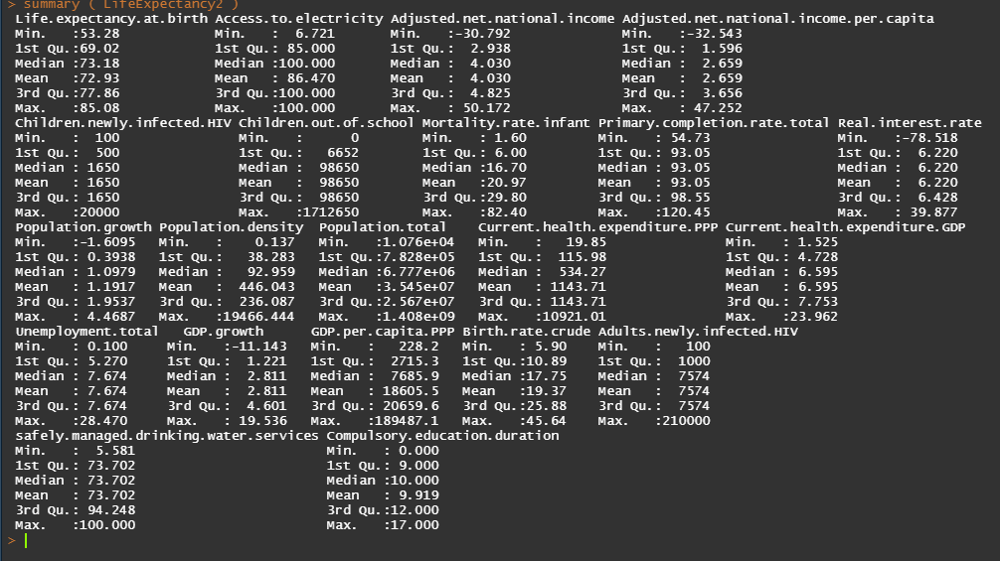 > summary ( LifeExpectancy2 )
Life.expectancy.at.birth Access.to.electricity Adjusted.net.national.income Adjusted.net.national.income.per.capita
Min.   :53.28 Min.   :  6.721 Min.   :-30.792 Min.   :-32.543
1st Qu.:69.02 1st Qu.: 85.000 1st Qu.:  2.938 1st Qu.:  1.596
Median :73.18 Median :100.000 Median :  4.030 Median :  2.659
Mean   :72.93 Mean   : 86.470 Mean   :  4.030 Mean   :  2.659
3rd Qu.:77.86 3rd Qu.:100.000 3rd Qu.:  4.825 3rd Qu.:  3.656
Max.   :85.08 Max.   :100.000 Max.   : 50.172 Max.   : 47.252
Children.newly.infected.HIV Children.out.of.school Mortality.rate.infant Primary.completion.rate.total Real.interest.rate
Min.   :  100 Min.   :      0 Min.   : 1.60 Min.   : 54.73 Min.   :-78.518
1st Qu.:  500 1st Qu.:   6652 1st Qu.: 6.00 1st Qu.: 93.05 1st Qu.:  6.220
Median : 1650 Median :  98650 Median :16.70 Median : 93.05 Median :  6.220
Mean   : 1650 Mean   :  98650 Mean   :20.97 Mean   : 93.05 Mean   :  6.220
3rd Qu.: 1650 3rd Qu.:  98650 3rd Qu.:29.80 3rd Qu.: 98.55 3rd Qu.:  6.428
Max.   :20000 Max.   :1712650 Max.   :82.40 Max.   :120.45 Max.   : 39.877
Population.growth Population.density Population.total Current.health.expenditure.PPP Current.health.expenditure.GDP
Min.   :-1.6095 Min.   :    0.137 Min.   :1.076e+04 Min.   :   19.85 Min.   : 1.525
1st Qu.: 0.3938 1st Qu.:   38.283 1st Qu.:7.828e+05 1st Qu.:  115.98 1st Qu.: 4.728
Median : 1.0979 Median :   92.959 Median :6.777e+06 Median :  534.27 Median : 6.595
Mean   : 1.1917 Mean   :  446.043 Mean   :3.545e+07 Mean   : 1143.71 Mean   : 6.595
3rd Qu.: 1.9537 3rd Qu.:  236.087 3rd Qu.:2.567e+07 3rd Qu.: 1143.71 3rd Qu.: 7.753
Max.   : 4.4687 Max.   :19466.444 Max.   :1.408e+09 Max.   :10921.01 Max.   :23.962
Unemployment.total GDP.growth GDP.per.capita.PPP Birth.rate.crude Adults.newly.infected.HIV
Min.   : 0.100 Min.   :-11.143 Min.   :   228.2 Min.   : 5.90 Min.   :   100
1st Qu.: 5.270 1st Qu.:  1.221 1st Qu.:  2715.3 1st Qu.:10.89 1st Qu.:  1000
Median : 7.674 Median :  2.811 Median :  7685.9 Median :17.75 Median :  7574
Mean   : 7.674 Mean   :  2.811 Mean   : 18605.5 Mean   :19.37 Mean   :  7574
3rd Qu.: 7.674 3rd Qu.:  4.601 3rd Qu.: 20659.6 3rd Qu.:25.88 3rd Qu.:  7574
Max.   :28.470 Max.   : 19.536 Max.   :189487.1 Max.   :45.64 Max.   :210000
safely.managed.drinking.water.services Compulsory.education.duration
Min.   :  5.581 Min.   : 0.000
1st Qu.: 73.702 1st Qu.: 9.000
Median : 73.702 Median :10.000
Mean   : 73.702 Mean   : 9.919
3rd Qu.: 94.248 3rd Qu.:12.000
Max.   :100.000 Max.   :17.000
>